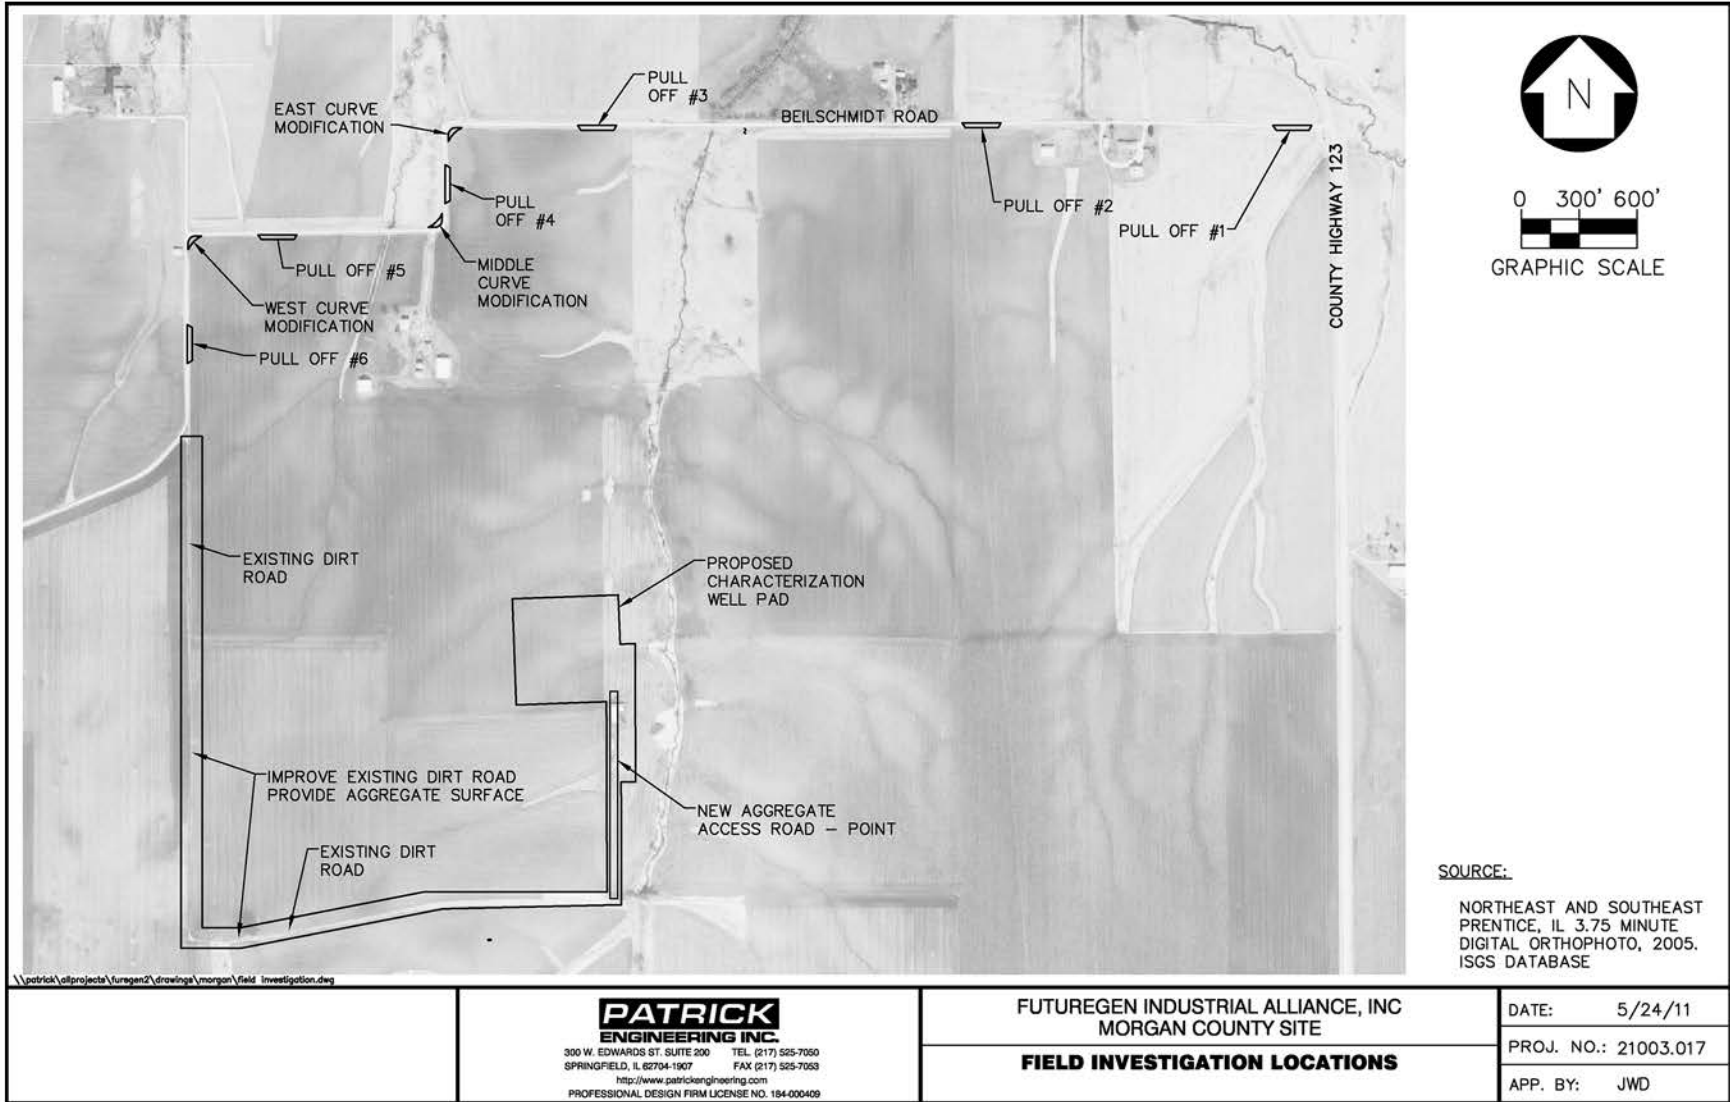 PULL
OFF #3
EAST CURVE
MODIFICATION
BEILSCHMIDT ROAD
N
COUNTY HIGHWAY 123
0 300' 600'
GRAPHIC SCALE
PULL
OFF #4
PULL OFF #2
PULL OFF #1
PULL OFF #5
MIDDLE
CURVE
MODIFICATION
WEST CURVE
MODIFICATION
PULL OFF #6
EXISTING DIRT
ROAD
PROPOSED
CHARACTERIZATION
WELL PAD
IMPROVE EXISTING DIRT ROAD
PROVIDE AGGREGATE SURFACE
NEW AGGREGATE
ACCESS ROAD – POINT
EXISTING DIRT
ROAD
SOURCE:
NORTHEAST AND SOUTHEAST
PRENTICE, IL 3.75 MINUTE
DIGITAL ORTHOPHOTO, 2005.
ISGS DATABASE
\\patrick\allprojects\furegen2\drawings\morgan\field investigation.dwg
PATRICK
ENGINEERING INC.
300 W. EDWARDS ST. SUITE 200 TEL. (217) 525-7050
SPRINGFIELD, IL 62704-1907 FAX (217) 525-7053
http://www.patrickengineering.com
PROFESSIONAL DESIGN FIRM LICENSE NO. 184-000409
FUTUREGEN INDUSTRIAL ALLIANCE, INC
MORGAN COUNTY SITE
FIELD INVESTIGATION LOCATIONS
DATE: 5/24/11
PROJ. NO.: 21003.017
APP. BY: JWD